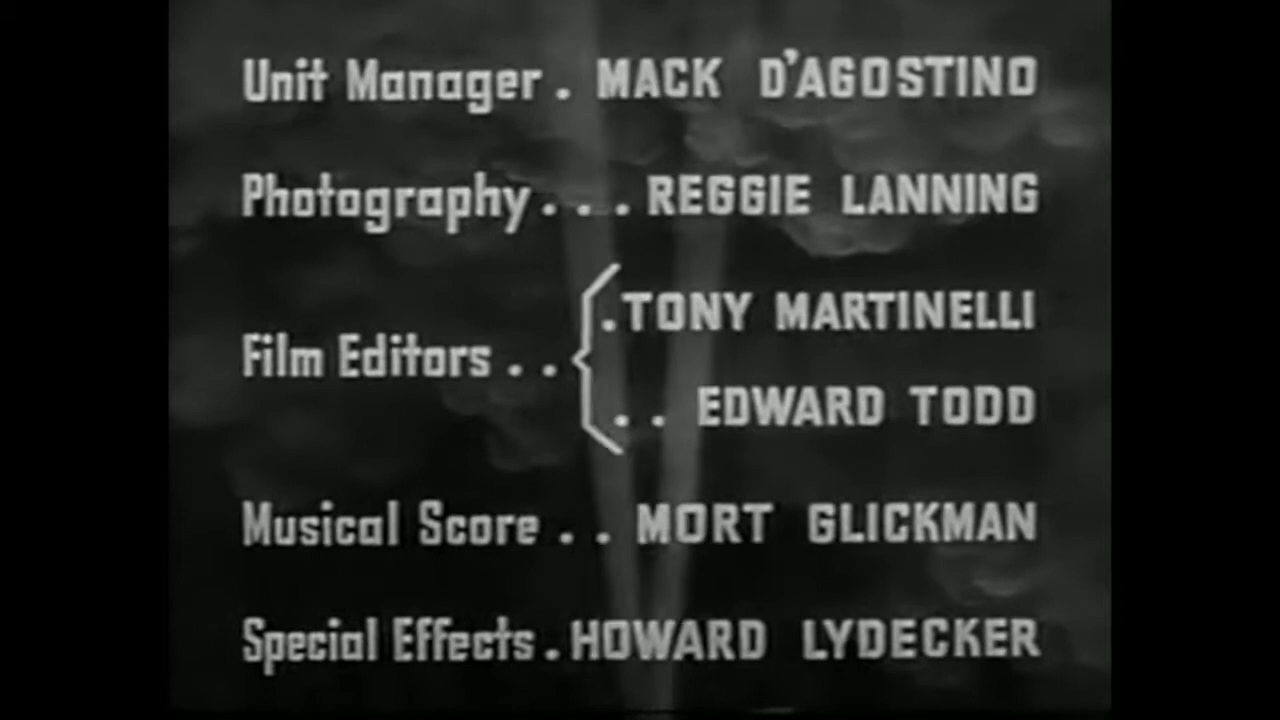 Unit Manager . MACK D'AGOSTINO
Photography . . . REGGIE LANNING
Film Editors . . { . TONY MARTINELLI
. . EDWARD TODD
Musical Score . . MORT GLICKMAN
Special Effects . HOWARD LYDECKER